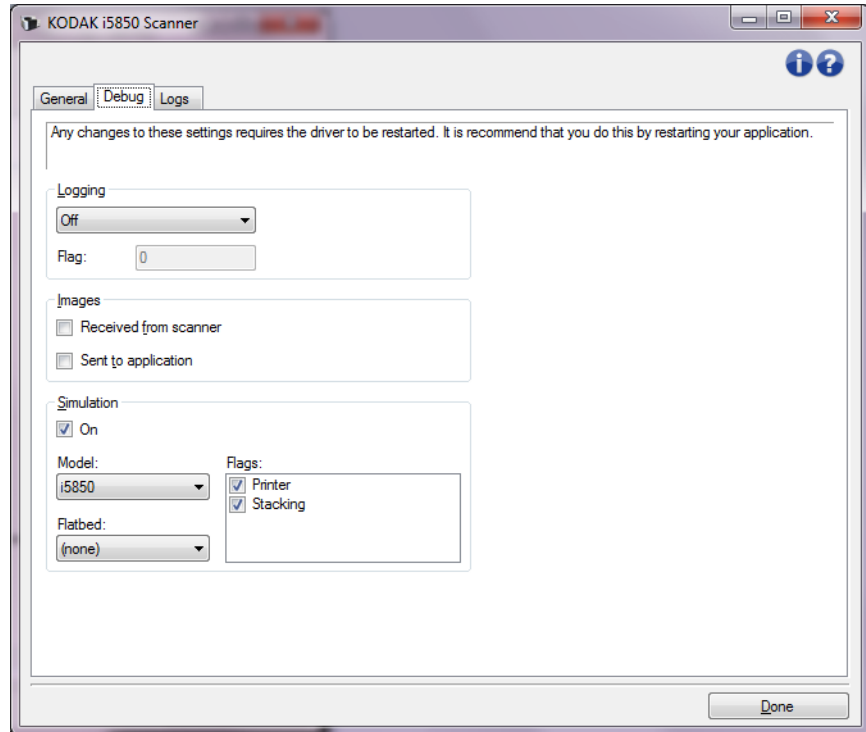 KODAK i5850 Scanner
General Debug Logs
Any changes to these settings requires the driver to be restarted. It is recommend that you do this by restarting your application.
Logging
Off
Flag: 0
Images
Received from scanner
Sent to application
Simulation
On
Model: Flags:
i5850 Printer
Stacking
Flatbed:
(none)
Done